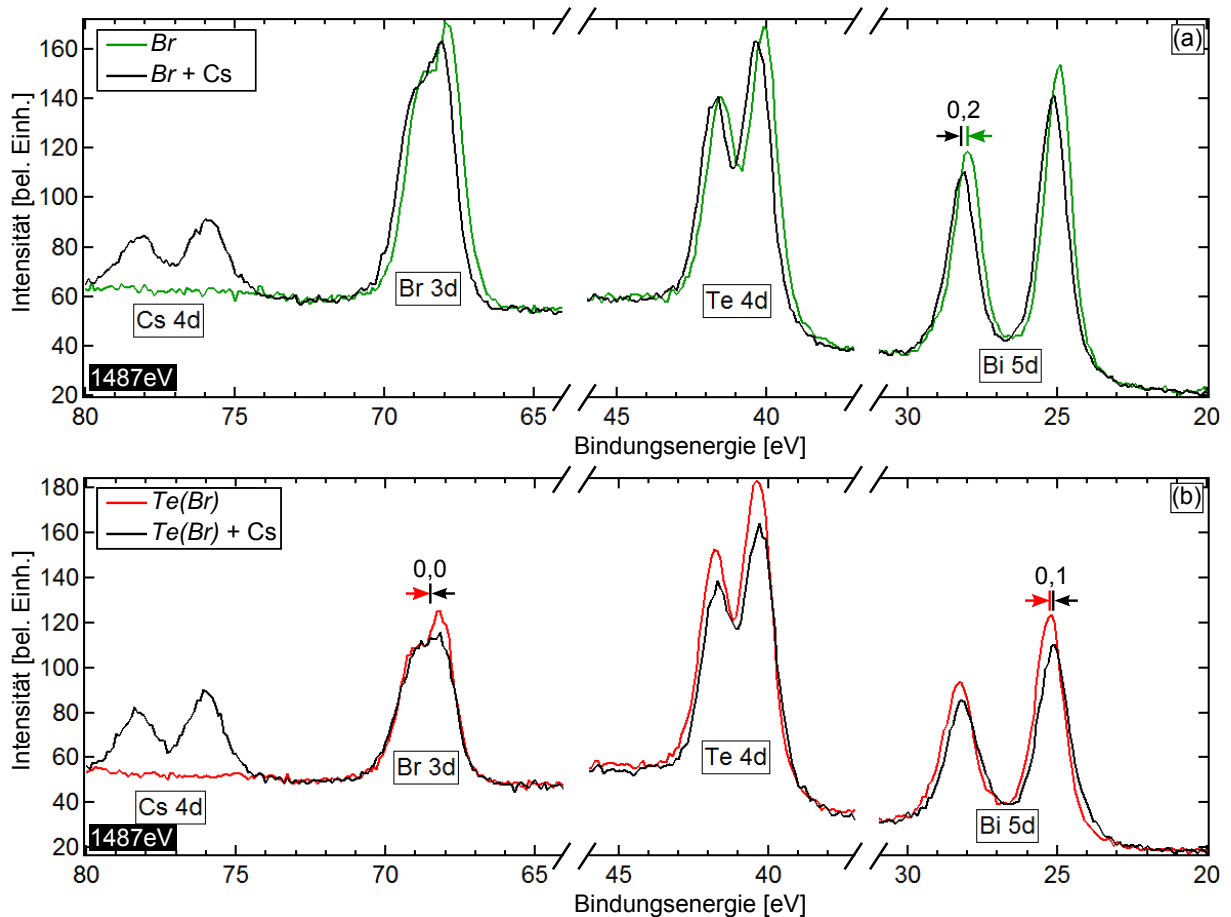 (a)
Br
Br + Cs
160
140
120
100
80
60
40
20
Intensität [bel. Einh.]
0,2
Br 3d
Te 4d
Cs 4d
Bi 5d
1487eV
80 75 70 65 45 40 30 25 20
Bindungsenergie [eV]
(b)
Te(Br)
Te(Br) + Cs
180
160
140
120
100
80
60
40
20
Intensität [bel. Einh.]
0,0
0,1
Br 3d
Te 4d
Cs 4d
Bi 5d
1487eV
80 75 70 65 45 40 30 25 20
Bindungsenergie [eV]